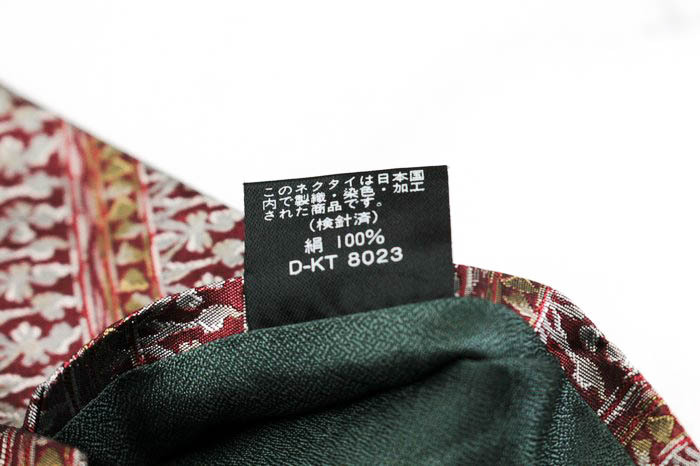 このネクタイは日本国
内で製織・染色・加工
された商品です。
(検針済)
絹 100%
D-KT 8023